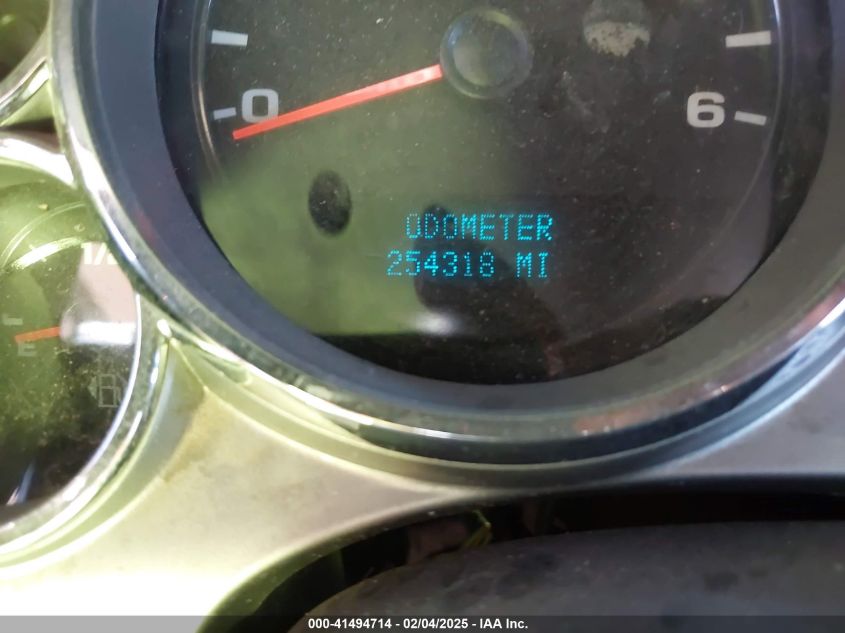 0
6
ODOMETER
254318 MI
E
000-41494714 - 02/04/2025 - IAA Inc.